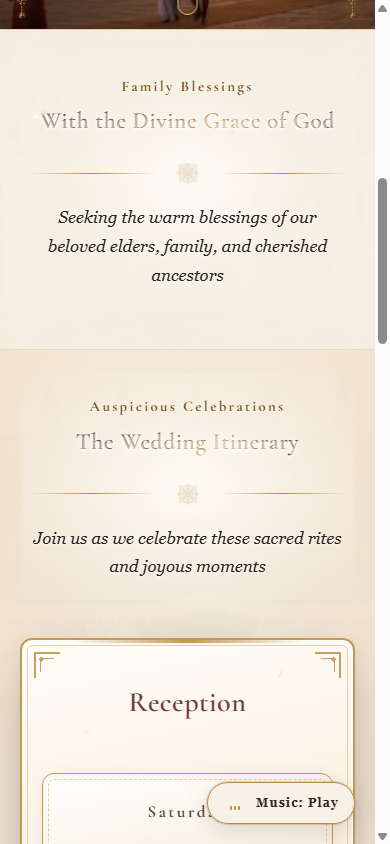 Family Blessings
With the Divine Grace of God
Seeking the warm blessings of our
beloved elders, family, and cherished
ancestors
Auspicious Celebrations
The Wedding Itinerary
Join us as we celebrate these sacred rites
and joyous moments
Reception
Music: Play